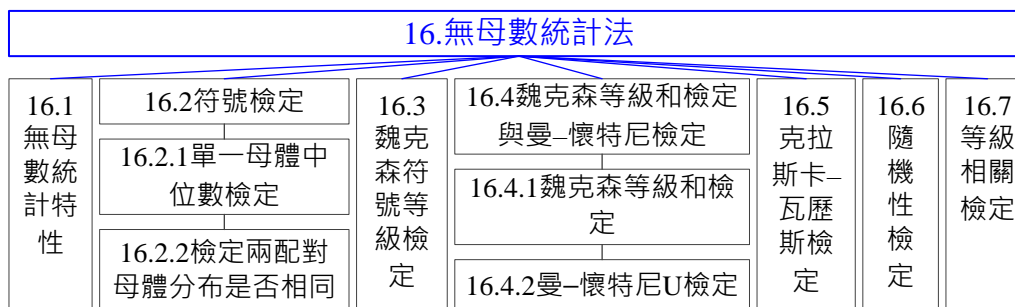 16.無母數統計法
16.1
無母
數統
計特
性
16.2符號檢定
16.2.1單一母體中
位數檢定
16.2.2檢定兩配對
母體分布是否相同
16.3
魏克
森符
號等
級檢
定
16.4魏克森等級和檢定
與曼–懷特尼檢定
16.4.1魏克森等級和檢
定
16.4.2曼–懷特尼U檢定
16.5
克拉
斯卡–
瓦歷
斯檢
定
16.6
隨
機
性
檢
定
16.7
等級
相關
檢定